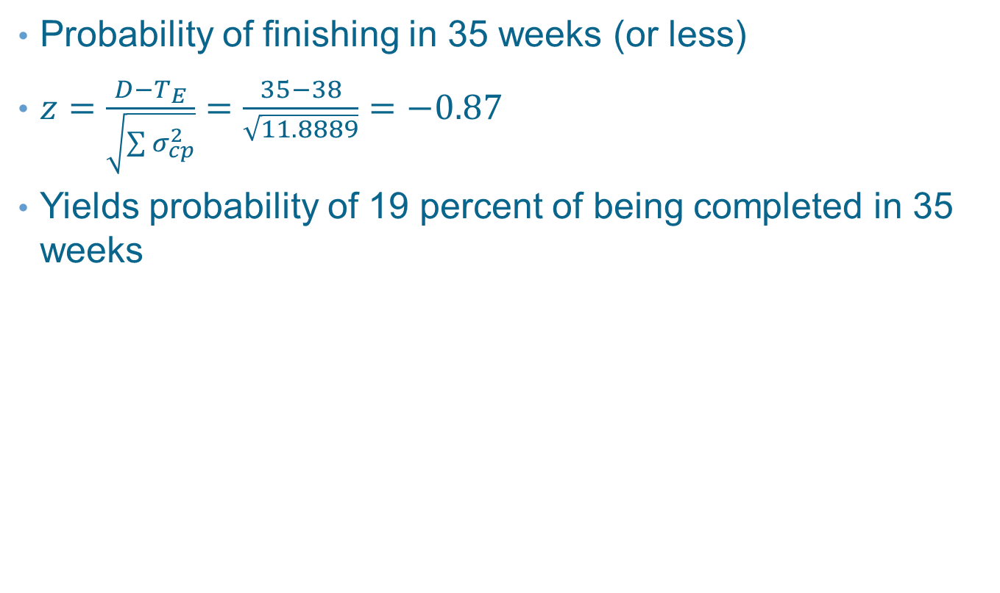 • Probability of finishing in 35 weeks (or less)
• z = \frac{D-T_E}{\sqrt{\sum \sigma_{cp}^2}} = \frac{35-38}{\sqrt{11.8889}} = -0.87
• Yields probability of 19 percent of being completed in 35
weeks